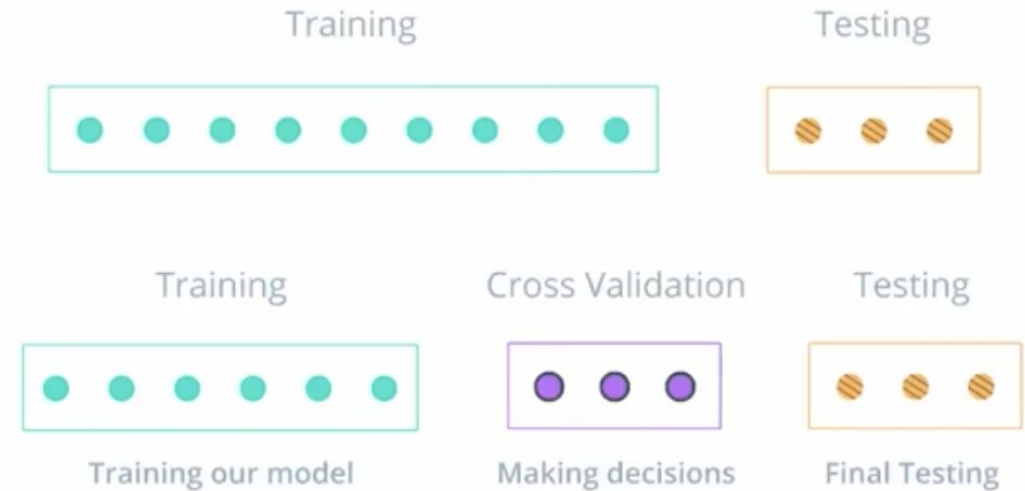 Training
Testing
Training
Cross Validation
Testing
Training our model
Making decisions
Final Testing